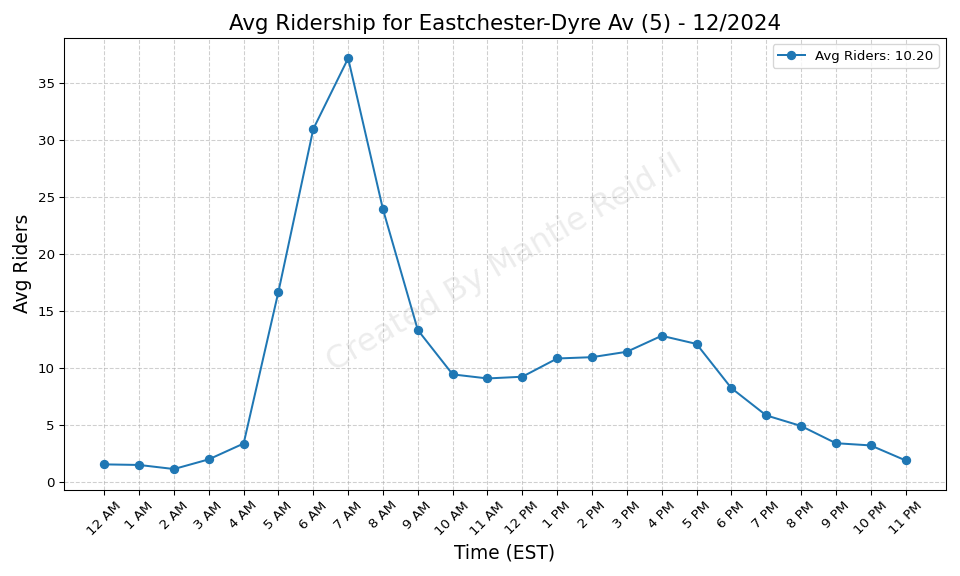 Avg Ridership for Eastchester-Dyre Av (5) - 12/2024
Avg Riders: 10.20
Avg Riders
35
30
25
20
15
10
5
0
Created By Mantie Reid II
12 AM
1 AM
2 AM
3 AM
4 AM
5 AM
6 AM
7 AM
8 AM
9 AM
10 AM
11 AM
12 PM
1 PM
2 PM
3 PM
4 PM
5 PM
6 PM
7 PM
8 PM
9 PM
10 PM
11 PM
Time (EST)